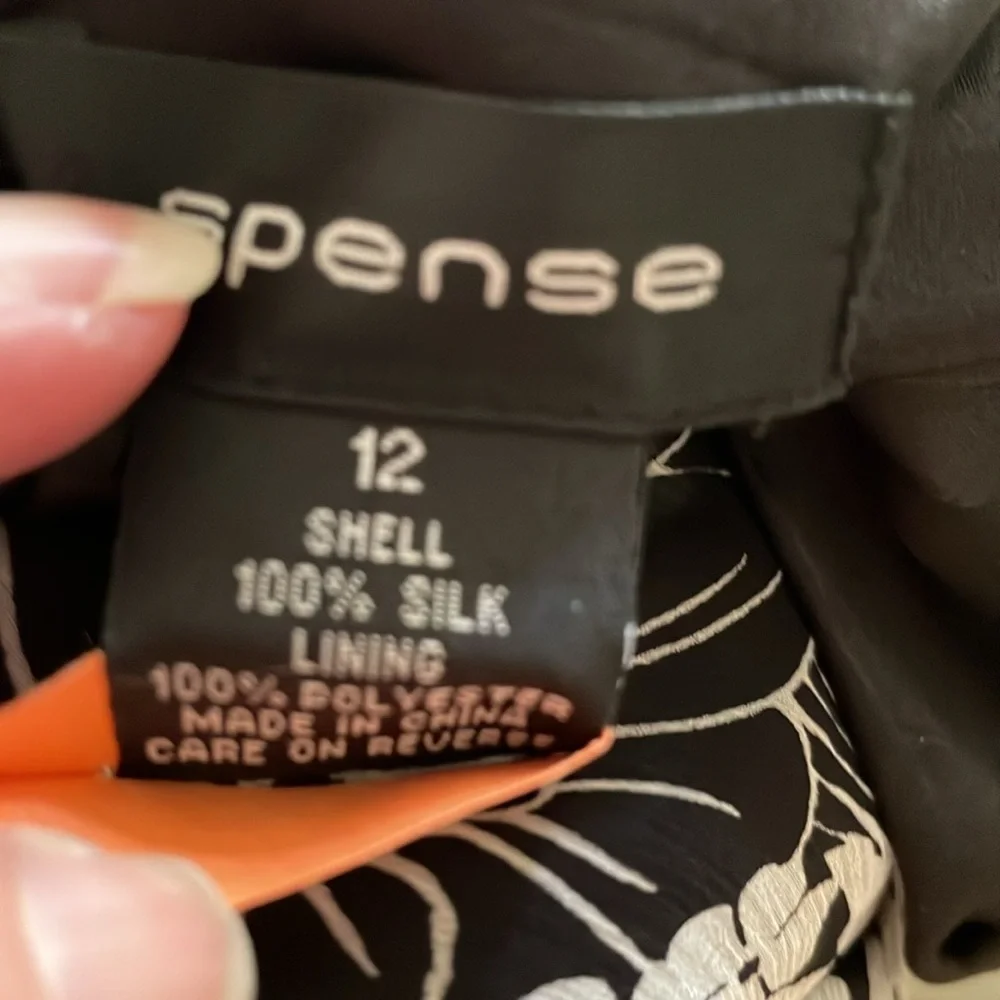 spense
12
SHELL
100% SILK
LINING
100% POLYESTER
MADE IN CHINA
CARE ON REVERSE